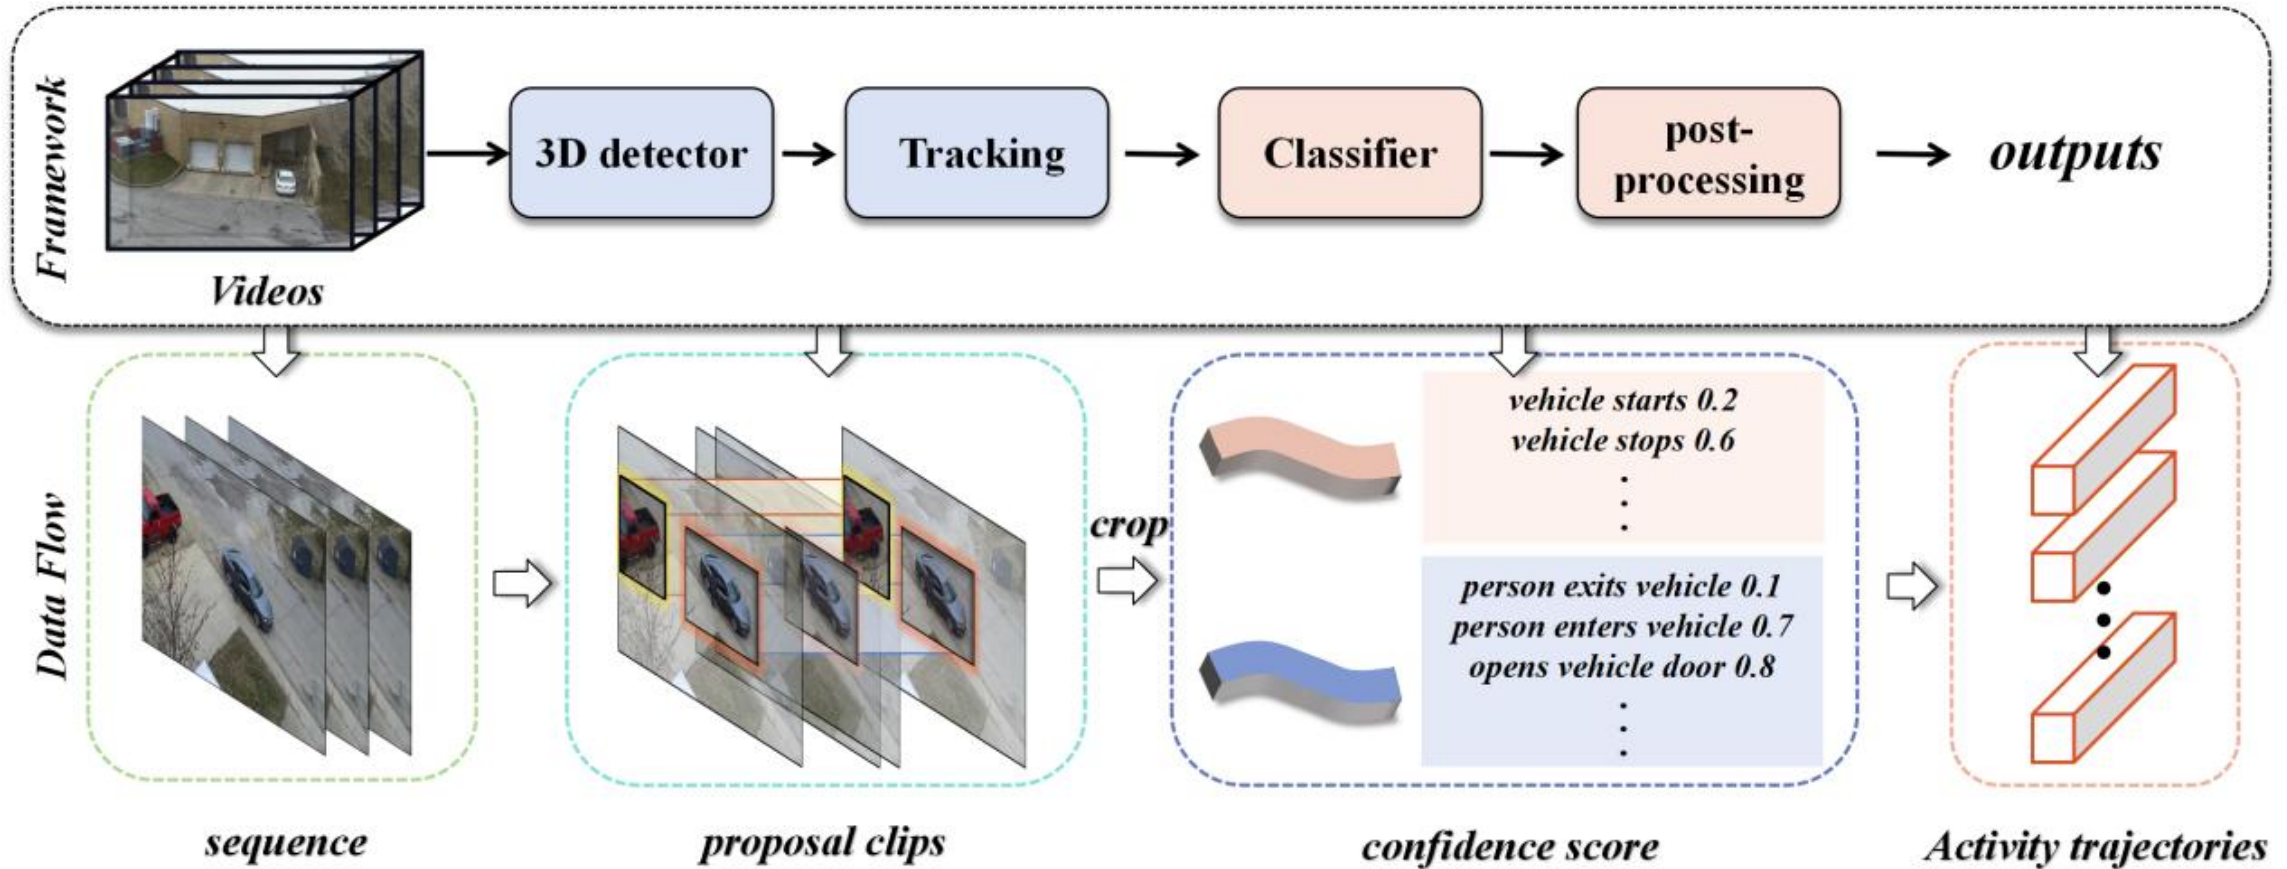 Framework
Videos
3D detector
Tracking
Classifier
post-
processing
outputs
Data Flow
crop
vehicle starts 0.2
vehicle stops 0.6
person exits vehicle 0.1
person enters vehicle 0.7
opens vehicle door 0.8
sequence
proposal clips
confidence score
Activity trajectories